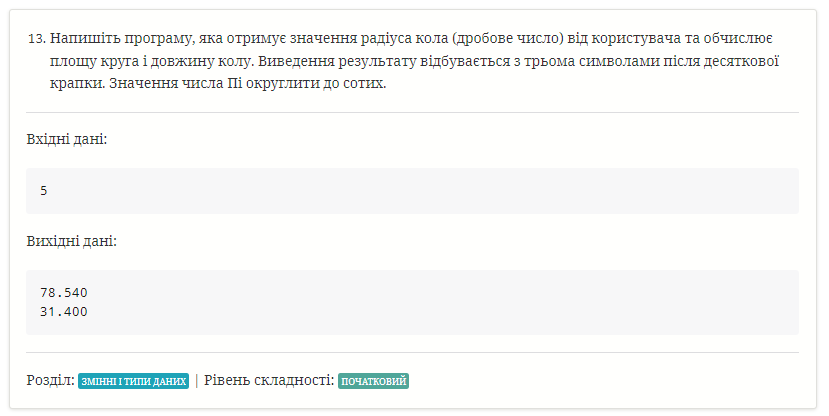 13. Напишіть програму, яка отримує значення радіуса кола (дробове число) від користувача та обчислює
площу круга і довжину колу. Виведення результату відбувається з трьома символами після десяткової
крапки. Значення числа Пі округлити до сотих.
Вхідні дані:
5
Вихідні дані:
78.540
31.400
Розділ: ЗМІННІ І ТИПИ ДАНИХ | Рівень складності: ПОЧАТКОВИЙ